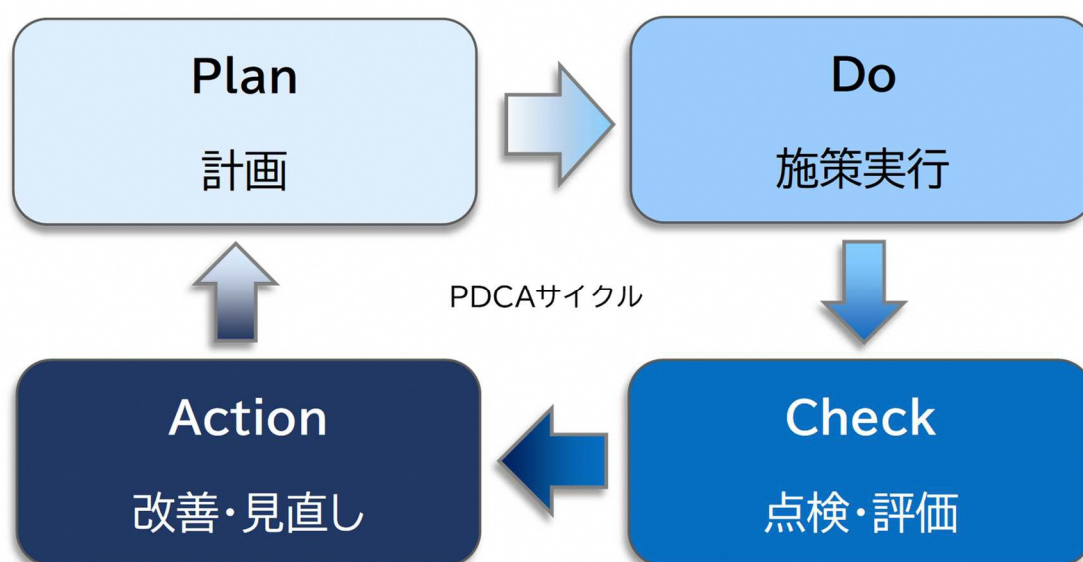 Plan
計画
Do
施策実行
PDCAサイクル
Action
改善・見直し
Check
点検・評価